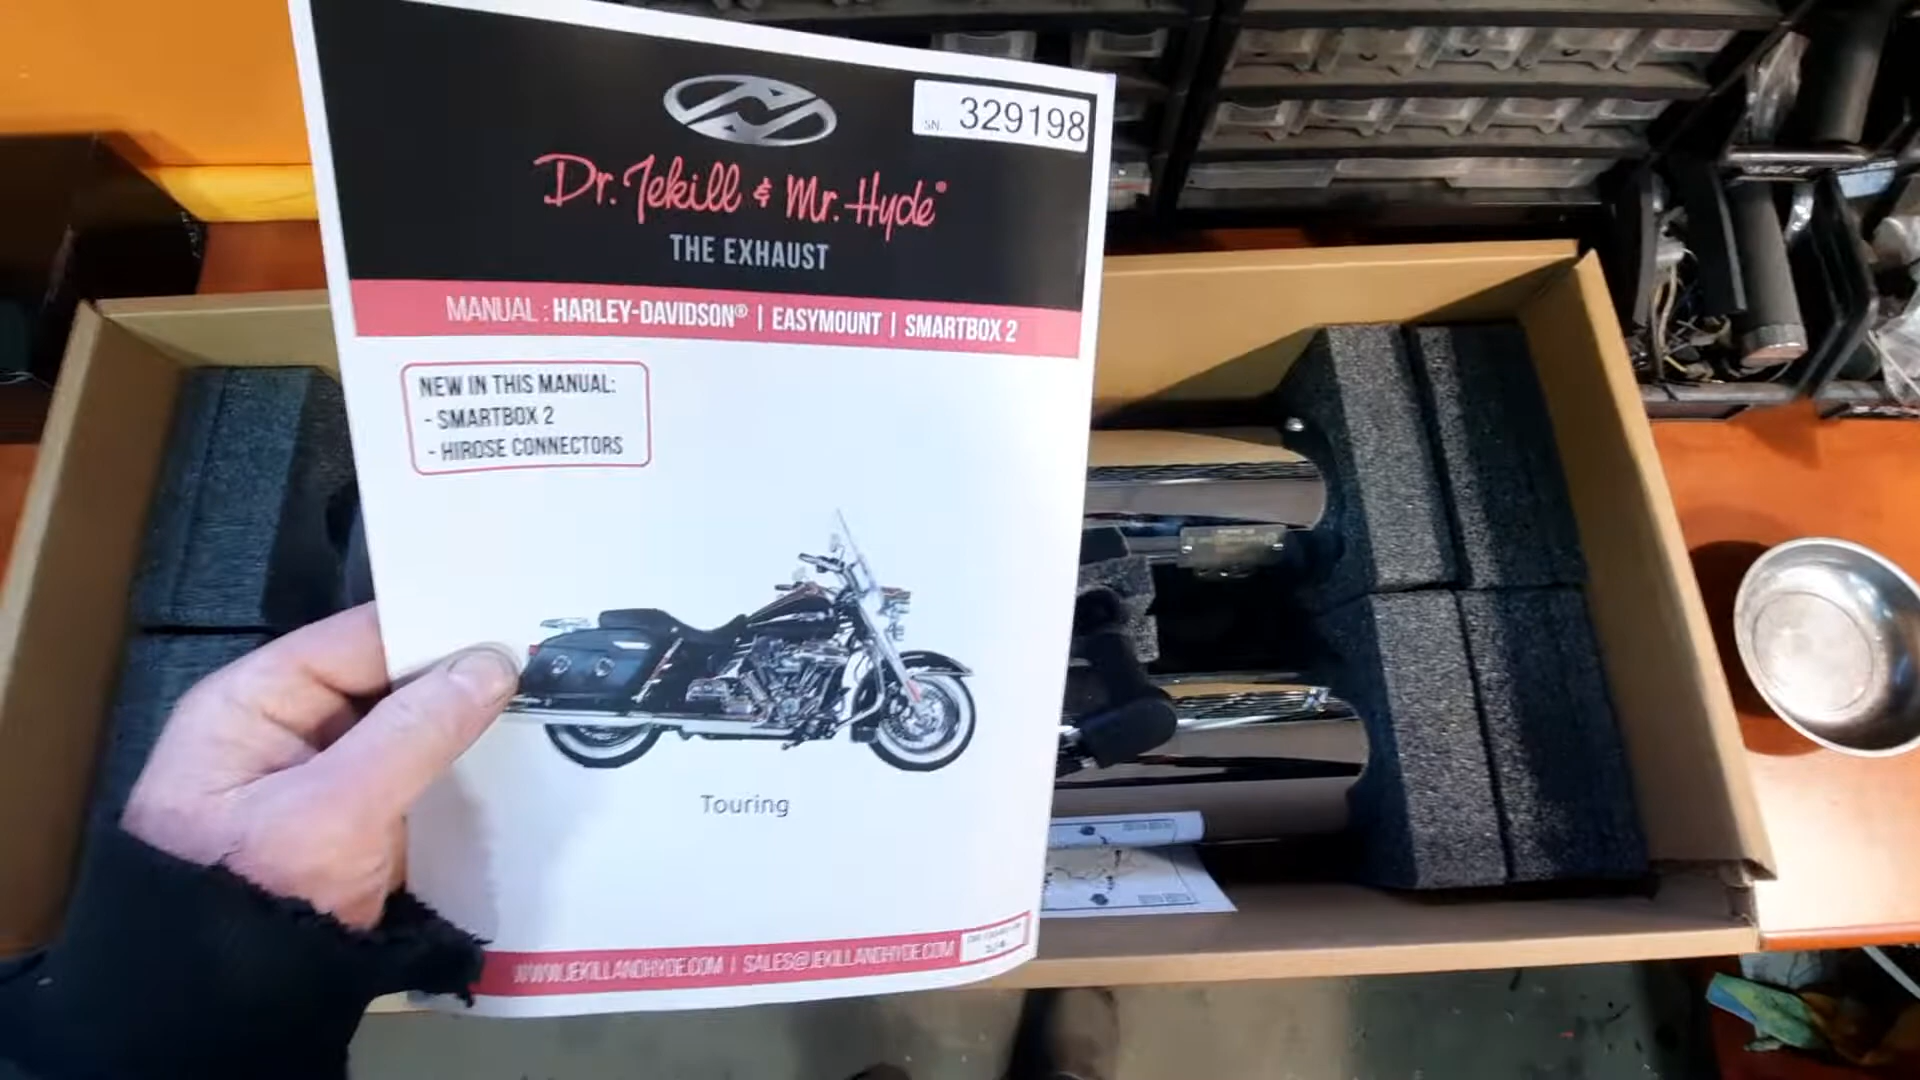 SN. 329198
Dr. Jekill & Mr. Hyde®
THE EXHAUST
MANUAL : HARLEY-DAVIDSON® | EASYMOUNT | SMARTBOX 2
NEW IN THIS MANUAL:
- SMARTBOX 2
- HIROSE CONNECTORS
Touring
WWW.JEKILLANDHYDE.COM | SALES@JEKILLANDHYDE.COM